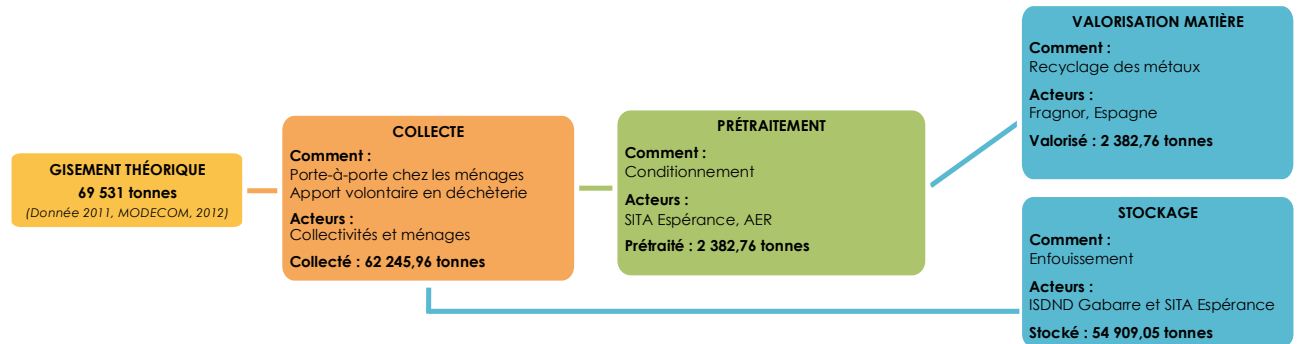 GISEMENT THÉORIQUE
69 531 tonnes
(Donnée 2011, MODECOM, 2012)
COLLECTE
Comment :
Porte-à-porte chez les ménages
Apport volontaire en déchèterie
Acteurs :
Collectivités et ménages
Collecté : 62 245,96 tonnes
PRÉTRAITEMENT
Comment :
Conditionnement
Acteurs :
SITA Espérance, AER
Prétraité : 2 382,76 tonnes
VALORISATION MATIÈRE
Comment :
Recyclage des métaux
Acteurs :
Fragnor, Espagne
Valorisé : 2 382,76 tonnes
STOCKAGE
Comment :
Enfouissement
Acteurs :
ISDND Gabarre et SITA Espérance
Stocké : 54 909,05 tonnes